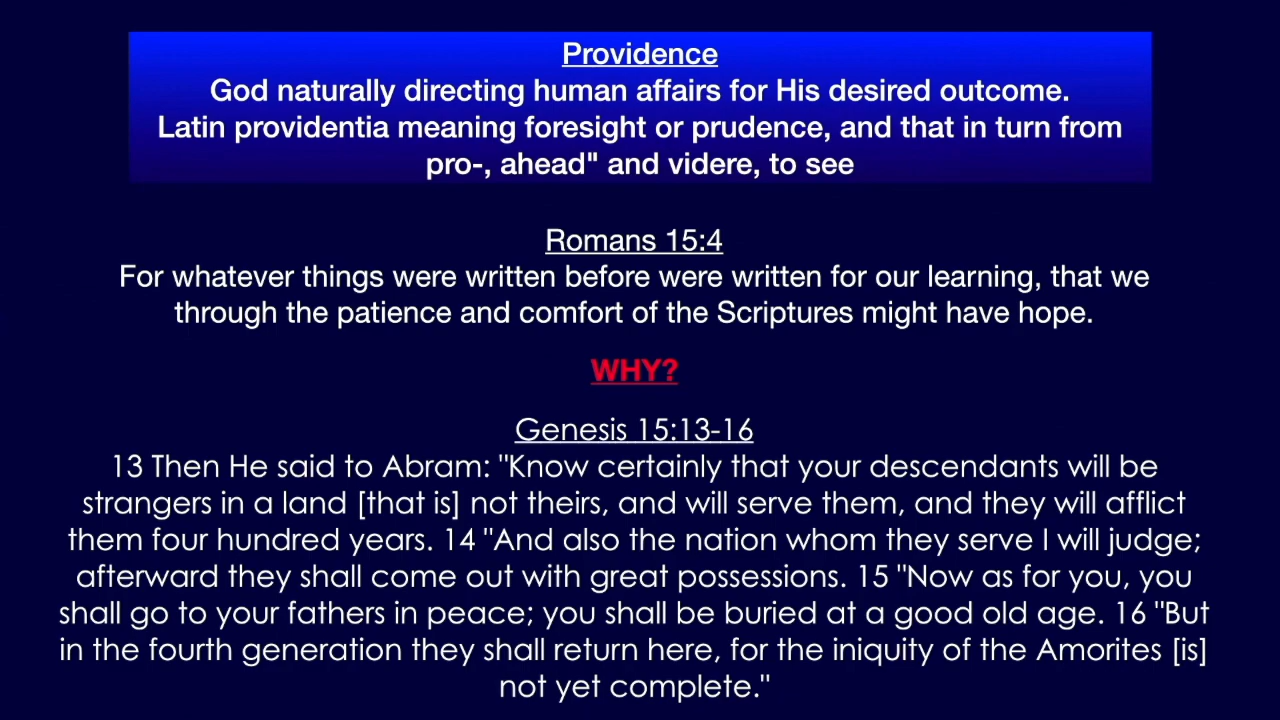 Providence
God naturally directing human affairs for His desired outcome.
Latin providentia meaning foresight or prudence, and that in turn from
pro-, ahead" and videre, to see
Romans 15:4
For whatever things were written before were written for our learning, that we
through the patience and comfort of the Scriptures might have hope.
WHY?
Genesis 15:13-16
13 Then He said to Abram: "Know certainly that your descendants will be
strangers in a land [that is] not theirs, and will serve them, and they will afflict
them four hundred years. 14 "And also the nation whom they serve I will judge;
afterward they shall come out with great possessions. 15 "Now as for you, you
shall go to your fathers in peace; you shall be buried at a good old age. 16 "But
in the fourth generation they shall return here, for the iniquity of the Amorites [is]
not yet complete."